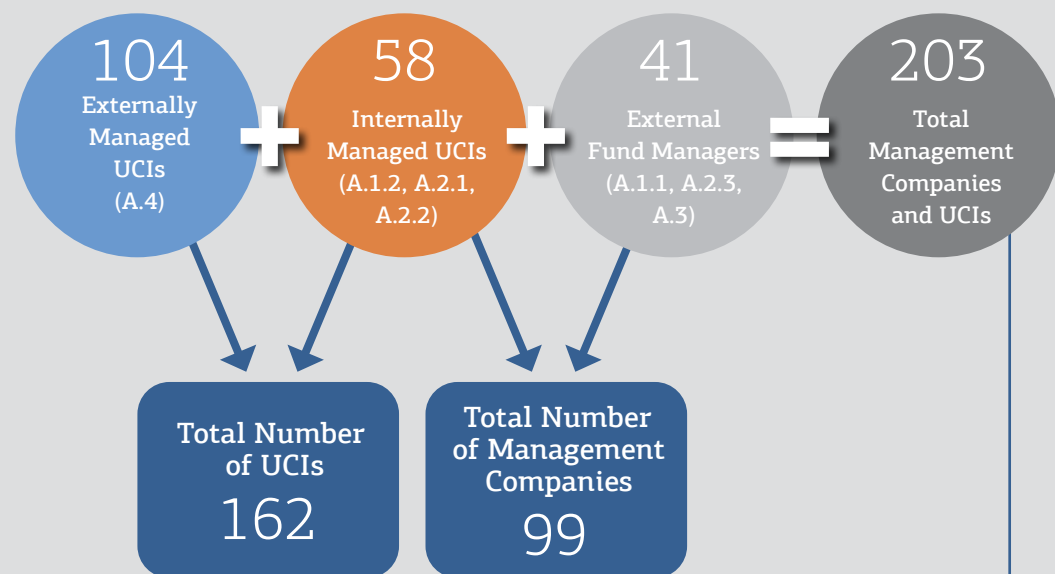 104
Externally
Managed
UCIs
(A.4)
+
58
Internally
Managed UCIs
(A.1.2, A.2.1,
A.2.2)
+
41
External
Fund Managers
(A.1.1, A.2.3,
A.3)
=
203
Total
Management
Companies
and UCIs
Total Number
of UCIs
162
Total Number
of Management
Companies
99